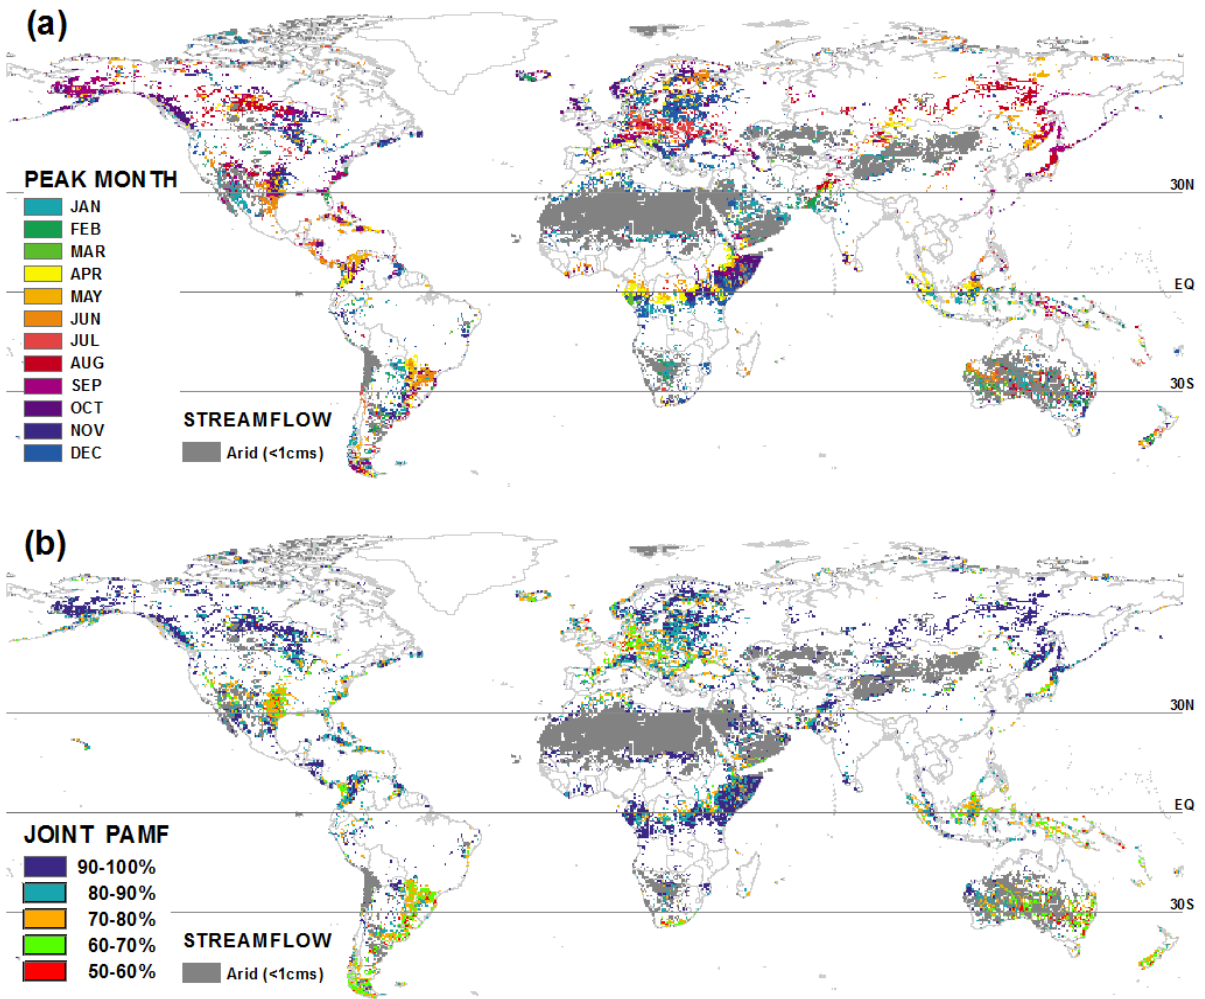 (a)
30N
PEAK MONTH
JAN
FEB
MAR
APR
EQ
MAY
JUN
JUL
AUG
SEP
30S
OCT
STREAMFLOW
NOV
DEC
Arid (<1cms)
(b)
30N
EQ
JOINT PAMF
90-100%
80-90%
30S
70-80%
60-70%
STREAMFLOW
50-60%
Arid (<1cms)